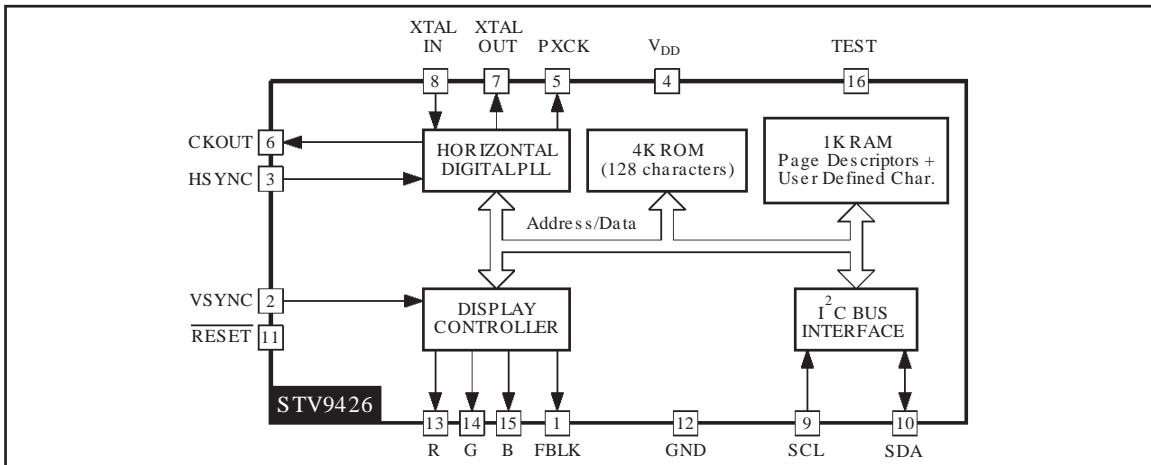 XTAL IN
XTAL OUT
PXCK
VDD
TEST
8
7
5
4
16
CKOUT
6
HORIZONTAL
DIGITAL PLL
4K ROM
(128 characters)
1K RAM
Page Descriptors +
User Defined Char.
HSYNC
3
Address/Data
VSYNC
2
DISPLAY
CONTROLLER
I2C BUS
INTERFACE
RESET
11
STV9426
13
14
15
1
12
9
10
R
G
B
FBLK
GND
SCL
SDA